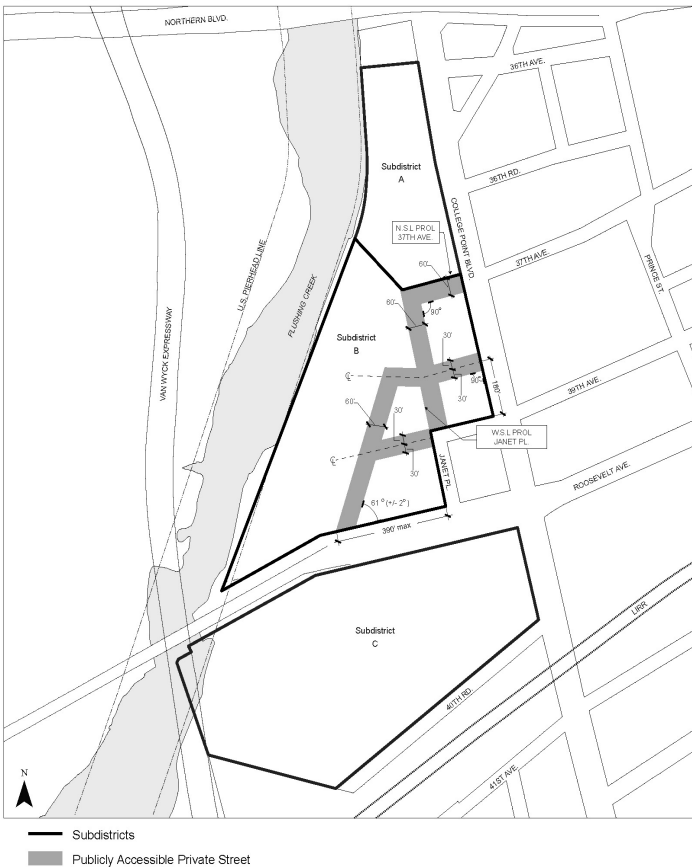 NORTHERN BLVD.
36TH AVE.
Subdistrict
A
36TH RD.
COLLEGE POINT BLVD.
N.S.L PROL
37TH AVE.
37TH AVE.
PRINCE ST.
U.S. PIERHEAD LINE
FLUSHING CREEK
VAN WYCK EXPRESSWAY
60'
60'
90°
Subdistrict
B
30'
30'
90°
180'
39TH AVE.
60'
30'
30'
W.S.L PROL
JANET PL.
JANET PL.
ROOSEVELT AVE.
61 ° (+/- 2°)
390' max
Subdistrict
C
LIRR
40TH RD.
41ST AVE.
N
Subdistricts
Publicly Accessible Private Street